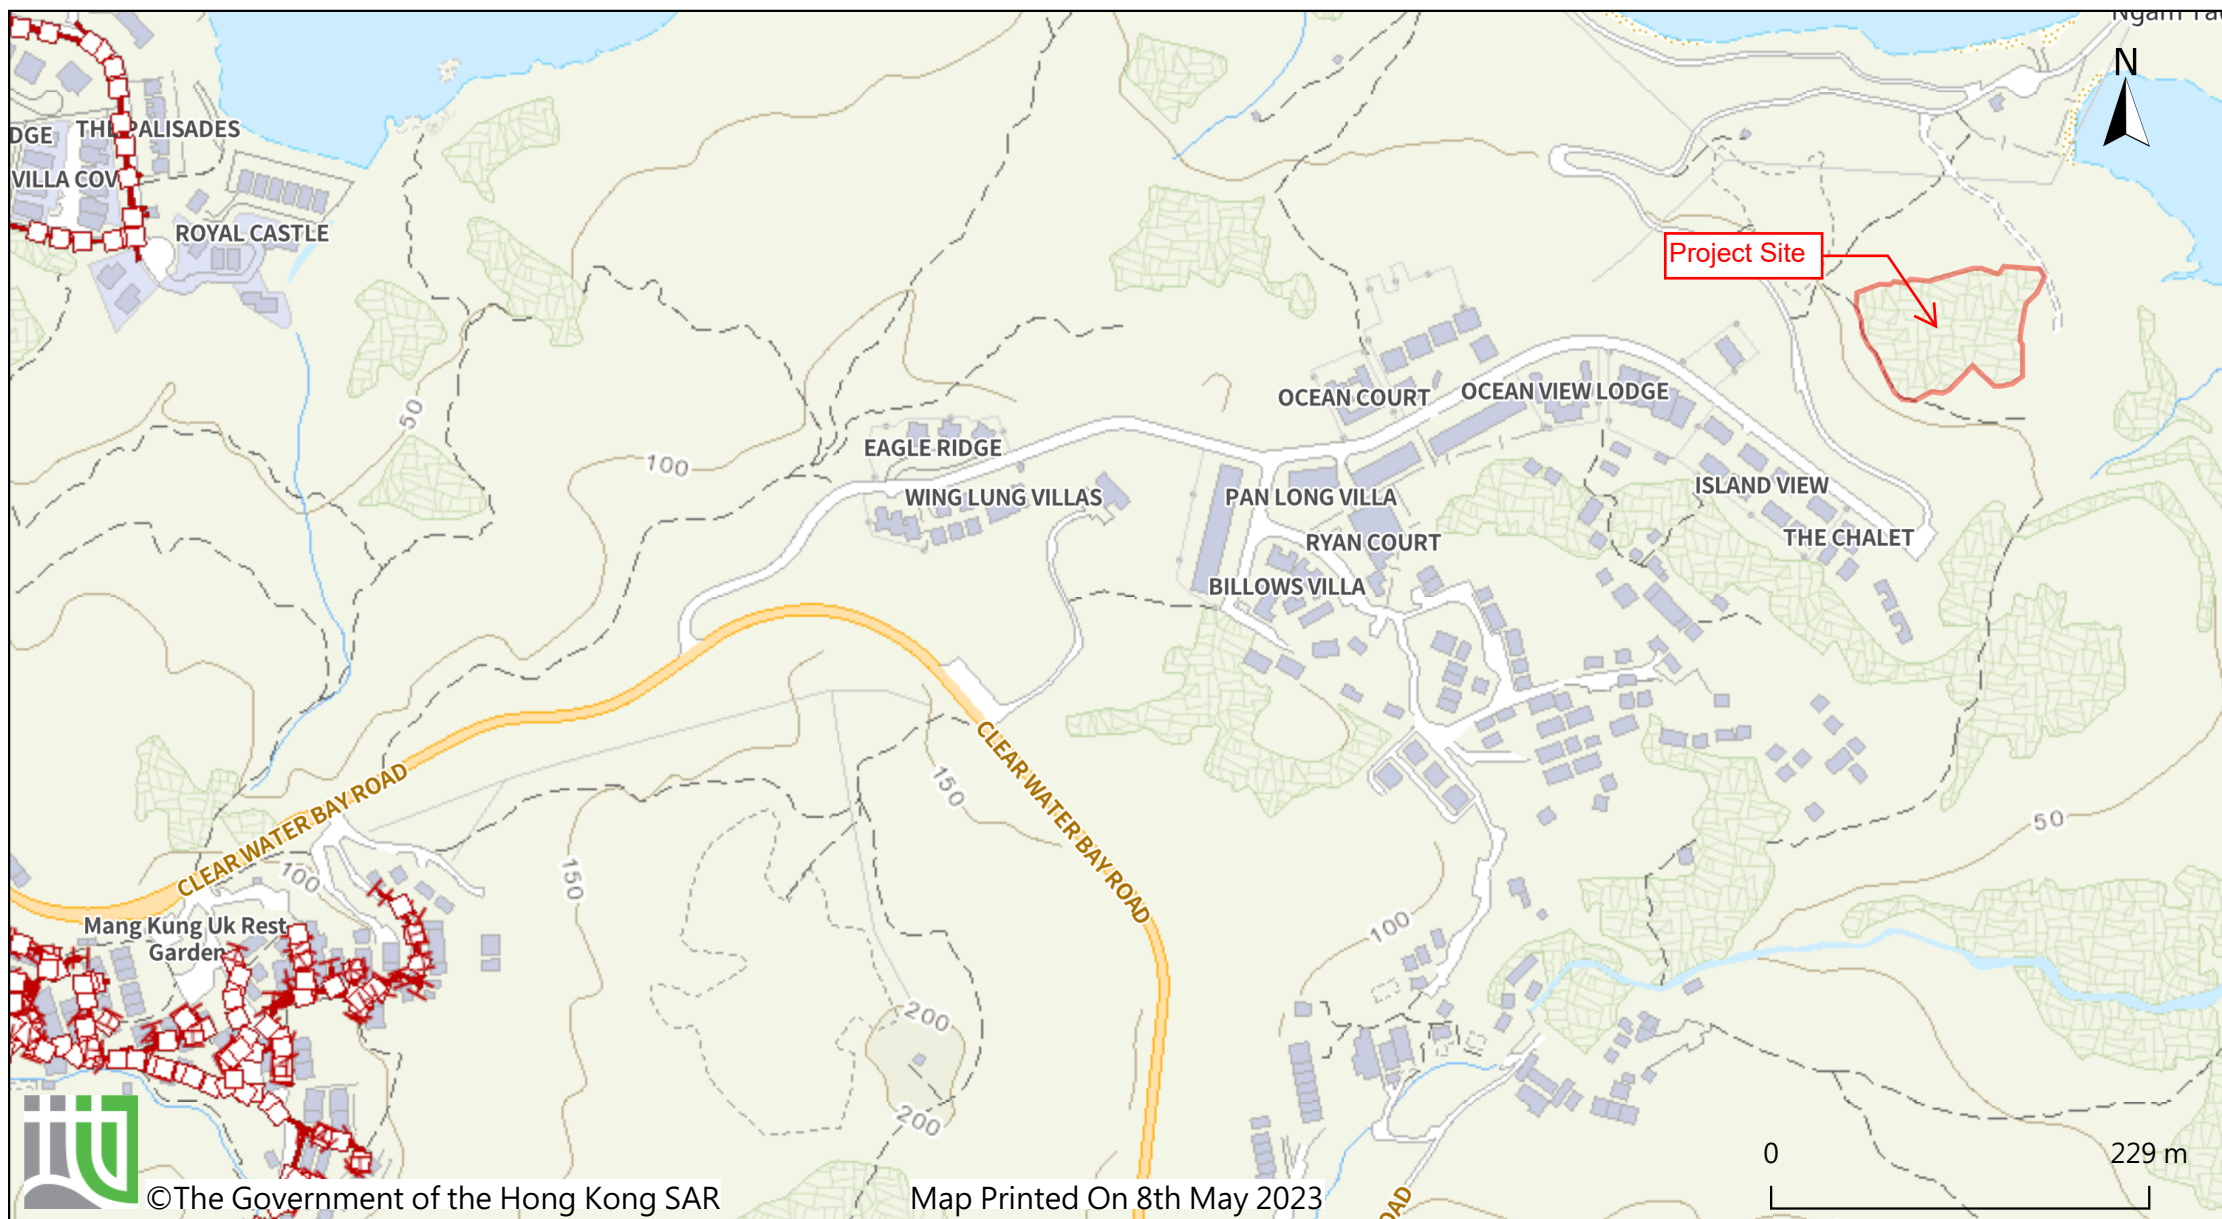 N
DGE
THE PALISADES
VILLA COV
ROYAL CASTLE
Project Site
50
OCEAN COURT
OCEAN VIEW LODGE
EAGLE RIDGE
100
WING LUNG VILLAS
PAN LONG VILLA
ISLAND VIEW
RYAN COURT
THE CHALET
BILLOWS VILLA
CLEAR WATER BAY ROAD
CLEAR WATER BAY ROAD
150
50
100
150
Mang Kung Uk Rest
Garden
100
200
200
0
229 m
©The Government of the Hong Kong SAR
Map Printed On 8th May 2023
OAD